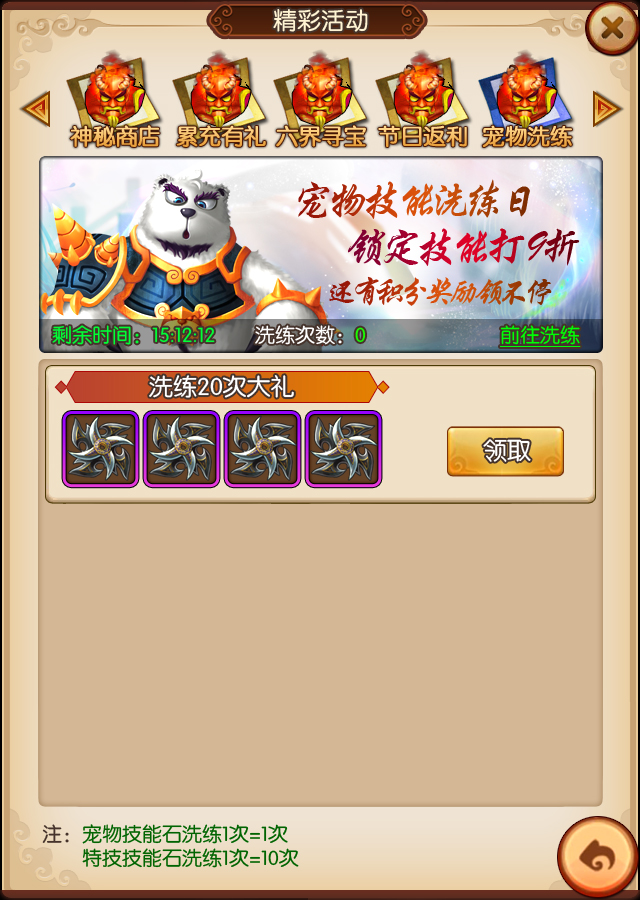 精彩活动
神秘商店 累充有礼 六界寻宝 节日返利 宠物洗练
宠物技能洗练日
锁定技能打9折
还有积分奖励领不停
剩余时间：15:12:12 洗练次数：0 前往洗练
洗练20次大礼
领取
注：宠物技能石洗练1次=1次
特技技能石洗练1次=10次